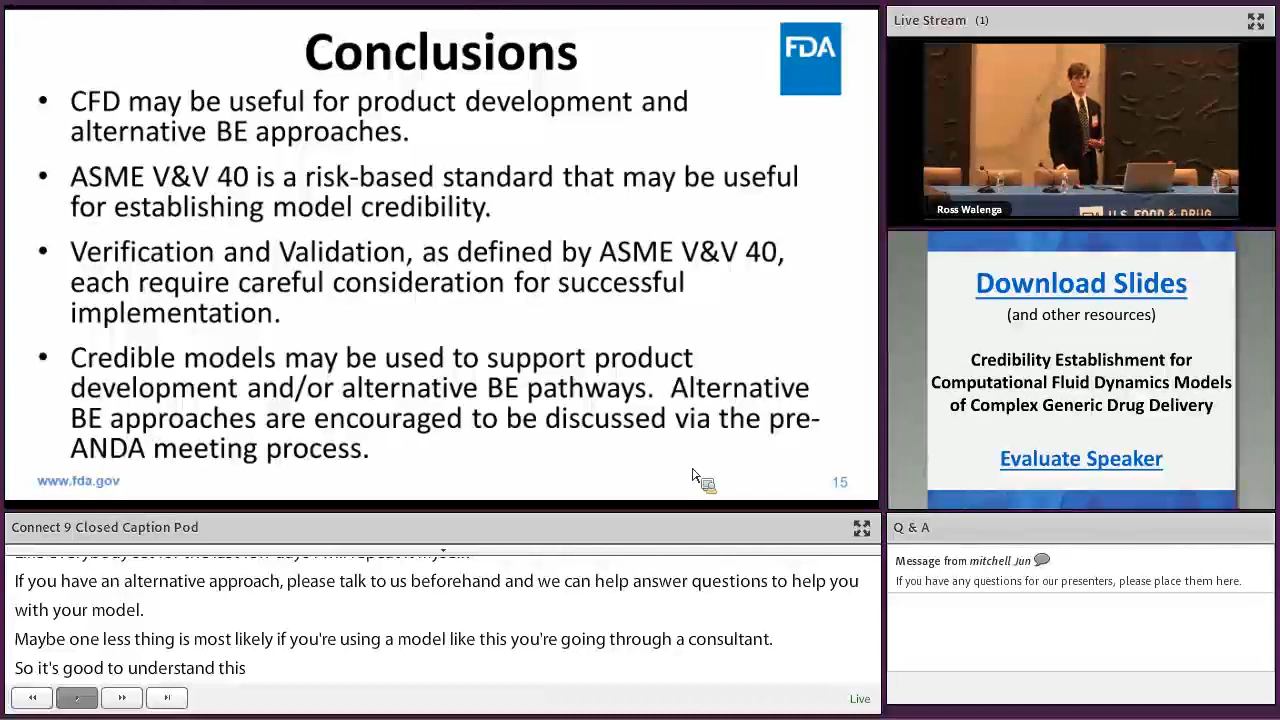 Conclusions
FDA
• CFD may be useful for product development and
alternative BE approaches.
• ASME V&V 40 is a risk-based standard that may be useful
for establishing model credibility.
• Verification and Validation, as defined by ASME V&V 40,
each require careful consideration for successful
implementation.
• Credible models may be used to support product
development and/or alternative BE pathways.  Alternative
BE approaches are encouraged to be discussed via the pre-
ANDA meeting process.
www.fda.gov
15
Live Stream (1)
Ross Walenga
U.S. FOOD & DRUG
Download Slides
(and other resources)
Credibility Establishment for
Computational Fluid Dynamics Models
of Complex Generic Drug Delivery
Evaluate Speaker
Connect 9 Closed Caption Pod
If you have an alternative approach, please talk to us beforehand and we can help answer questions to help you
with your model.
Maybe one less thing is most likely if you're using a model like this you're going through a consultant.
So it's good to understand this
Live
Q & A
Message from mitchell Jun
If you have any questions for our presenters, please place them here.